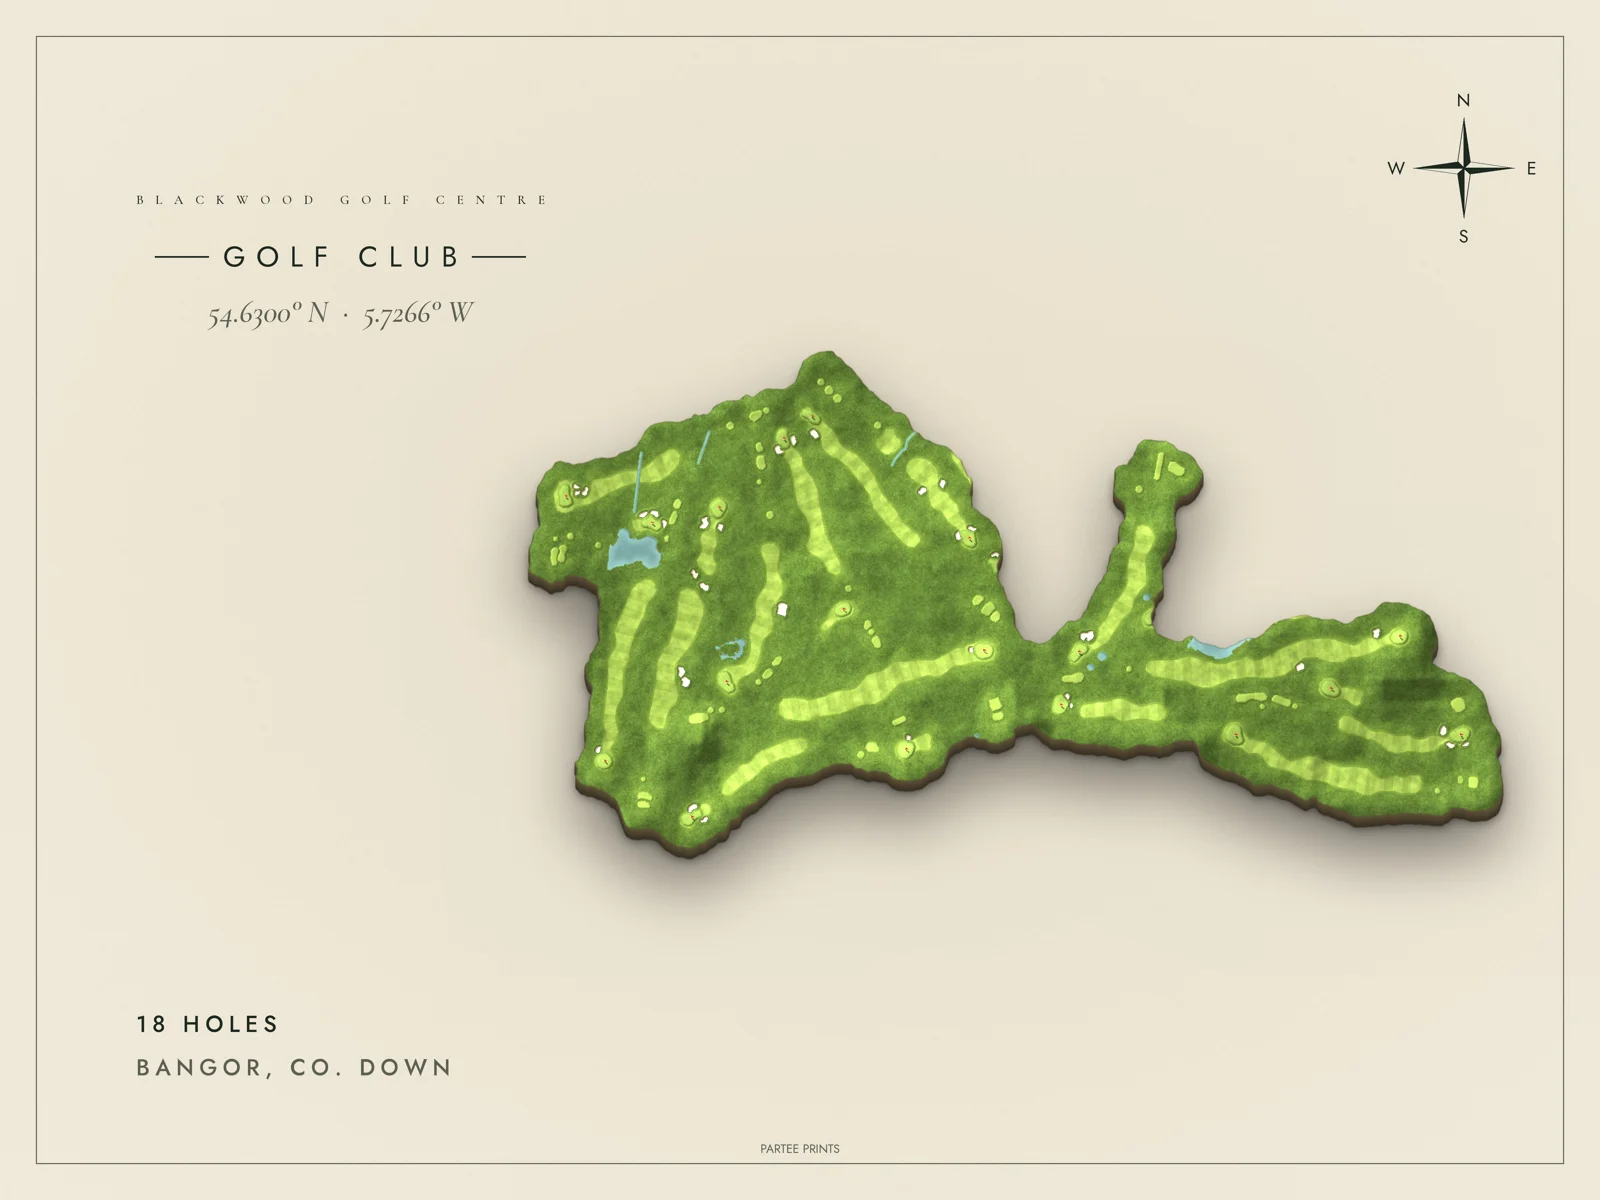 N
W E
S
BLACKWOOD GOLF CENTRE
GOLF CLUB
54.6300° N · 5.7266° W
18 HOLES
BANGOR, CO. DOWN
PARTEE PRINTS